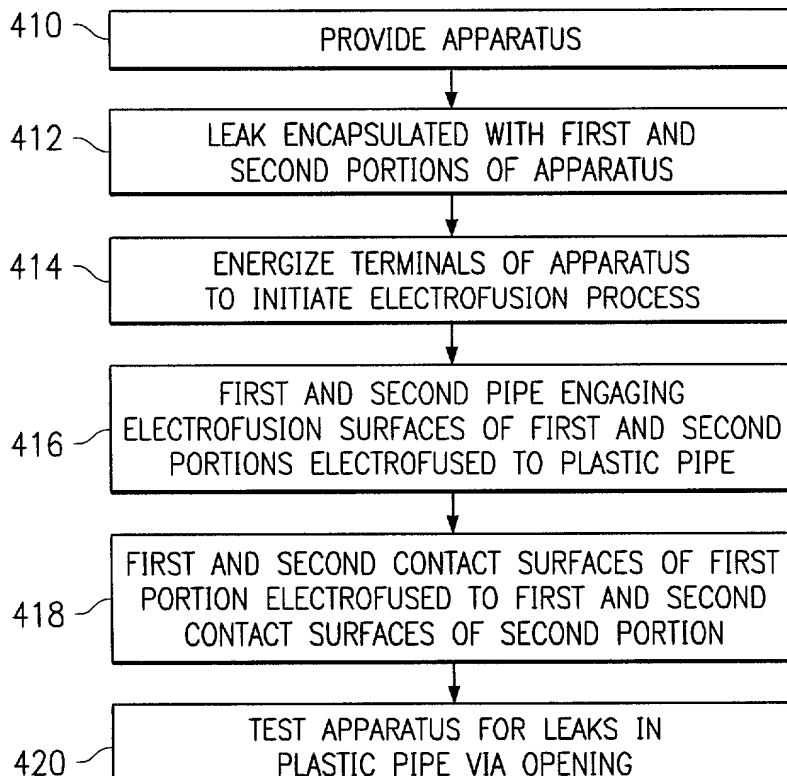 410
PROVIDE APPARATUS
412
LEAK ENCAPSULATED WITH FIRST AND
SECOND PORTIONS OF APPARATUS
414
ENERGIZE TERMINALS OF APPARATUS
TO INITIATE ELECTROFUSION PROCESS
416
FIRST AND SECOND PIPE ENGAGING
ELECTROFUSION SURFACES OF FIRST AND SECOND
PORTIONS ELECTROFUSED TO PLASTIC PIPE
418
FIRST AND SECOND CONTACT SURFACES OF FIRST
PORTION ELECTROFUSED TO FIRST AND SECOND
CONTACT SURFACES OF SECOND PORTION
420
TEST APPARATUS FOR LEAKS IN
PLASTIC PIPE VIA OPENING